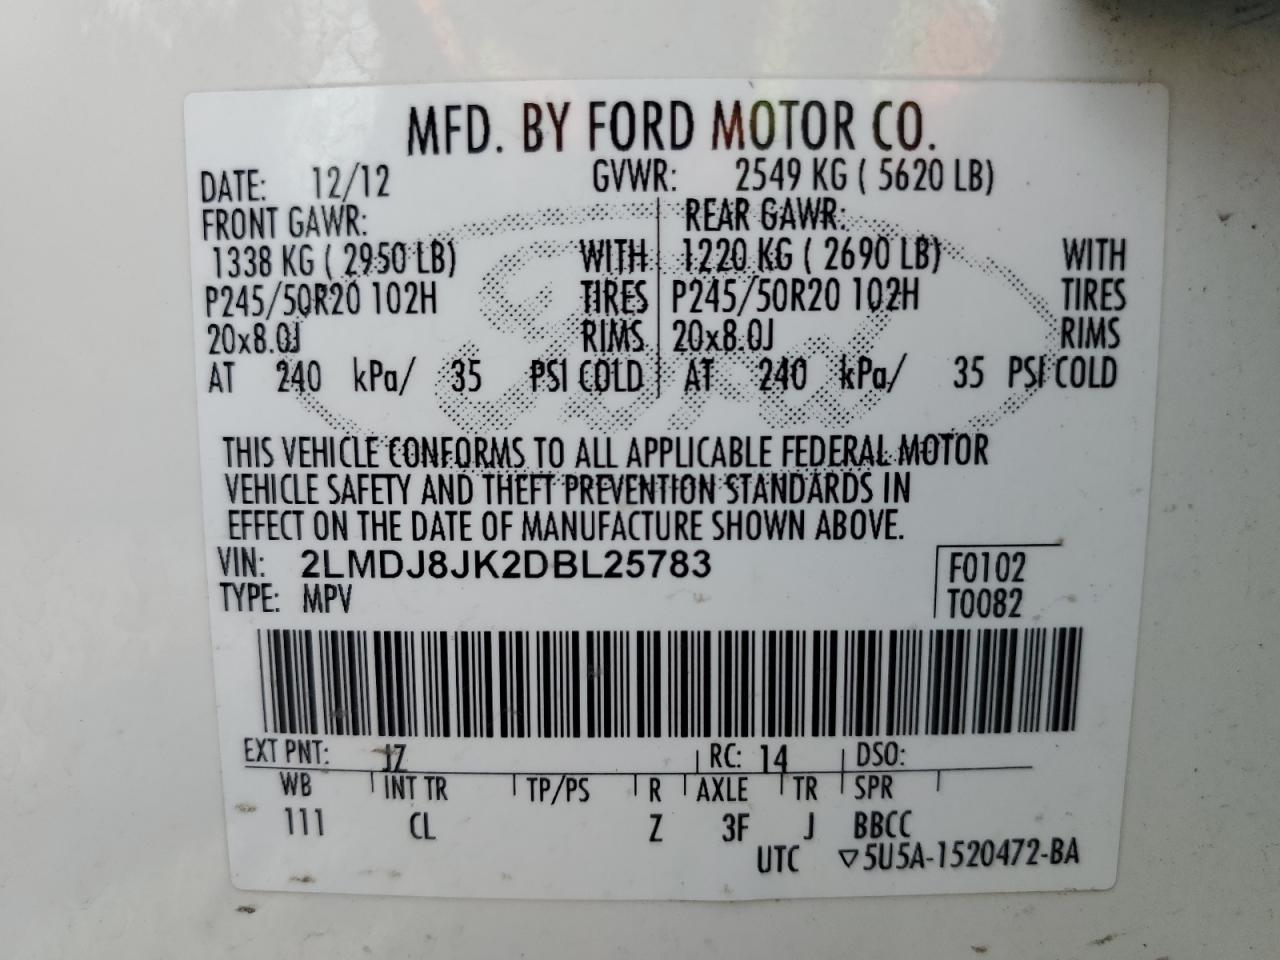 MFD. BY FORD MOTOR CO.
DATE: 12/12 GVWR: 2549 KG ( 5620 LB)
FRONT GAWR: REAR GAWR:
1338 KG ( 2950 LB) WITH 1220 KG ( 2690 LB) WITH
P245/50R20 102H TIRES P245/50R20 102H TIRES
20x8.0J RIMS 20x8.0J RIMS
AT 240 kPa/ 35 PSI COLD AT 240 kPa/ 35 PSI COLD
Ford
THIS VEHICLE CONFORMS TO ALL APPLICABLE FEDERAL MOTOR
VEHICLE SAFETY AND THEFT PREVENTION STANDARDS IN
EFFECT ON THE DATE OF MANUFACTURE SHOWN ABOVE.
VIN: 2LMDJ8JK2DBL25783 F0102
TYPE: MPV T0082
EXT PNT: JZ RC: 14 DSO:
WB INT TR TP/PS R AXLE TR SPR
111 CL Z 3F J BBCC
UTC ▽5U5A-1520472-BA